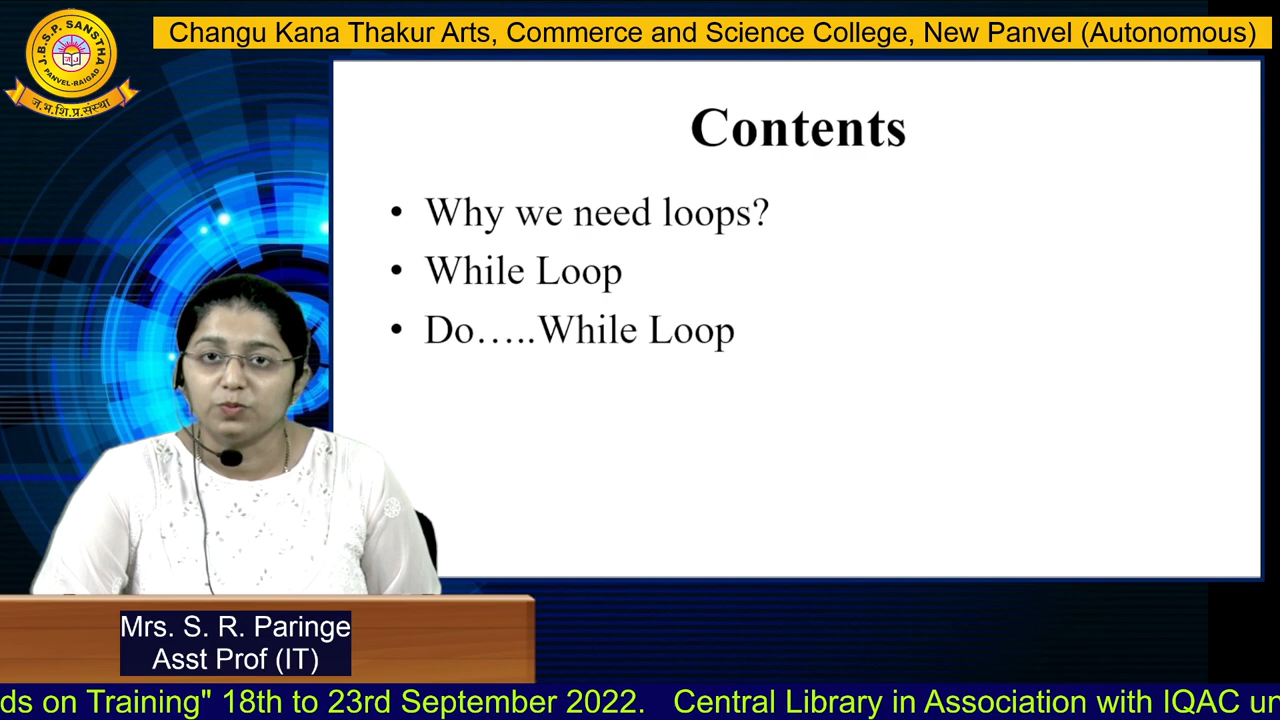 J.B.S.P. SANSTHA
PANVEL-RAIGAD
ज.भ.शि.प्र.संस्था
Changu Kana Thakur Arts, Commerce and Science College, New Panvel (Autonomous)
Contents
• Why we need loops?
• While Loop
• Do…..While Loop
Mrs. S. R. Paringe
Asst Prof (IT)
ds on Training" 18th to 23rd September 2022. Central Library in Association with IQAC